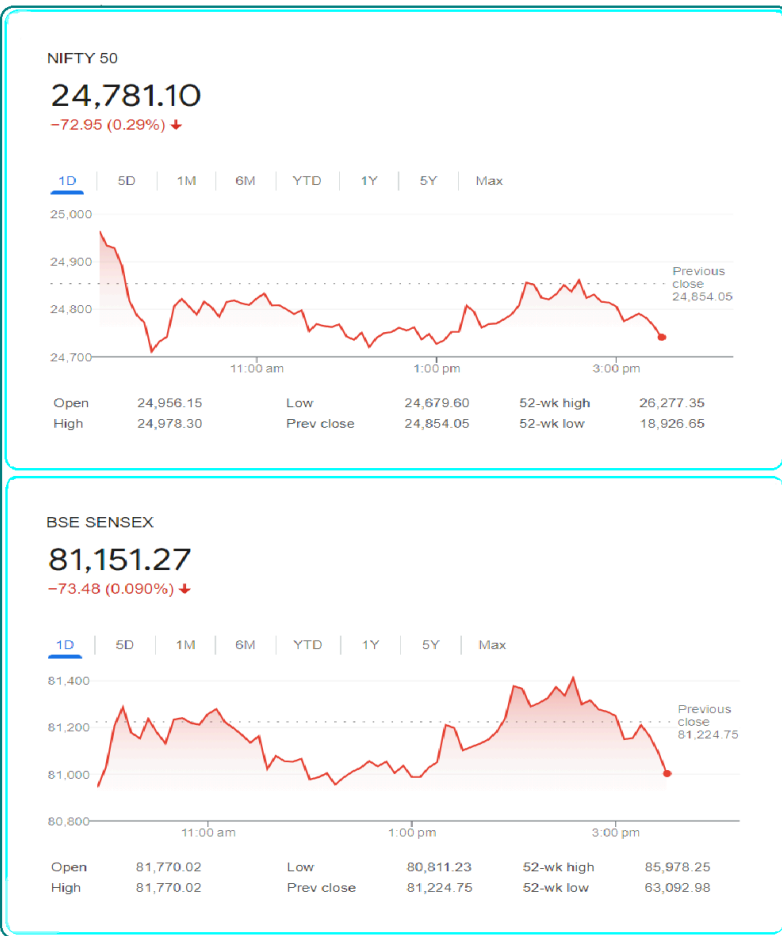 NIFTY 50
24,781.10
−72.95 (0.29%)
1D 5D 1M 6M YTD 1Y 5Y Max
25,000
24,900
Previous
close
24,854.05
24,800
24,700
11:00 am 1:00 pm 3:00 pm
Open 24,956.15 Low 24,679.60 52-wk high 26,277.35
High 24,978.30 Prev close 24,854.05 52-wk low 18,926.65
BSE SENSEX
81,151.27
−73.48 (0.090%)
1D 5D 1M 6M YTD 1Y 5Y Max
81,400
Previous
close
81,224.75
81,200
81,000
80,800
11:00 am 1:00 pm 3:00 pm
Open 81,770.02 Low 80,811.23 52-wk high 85,978.25
High 81,770.02 Prev close 81,224.75 52-wk low 63,092.98